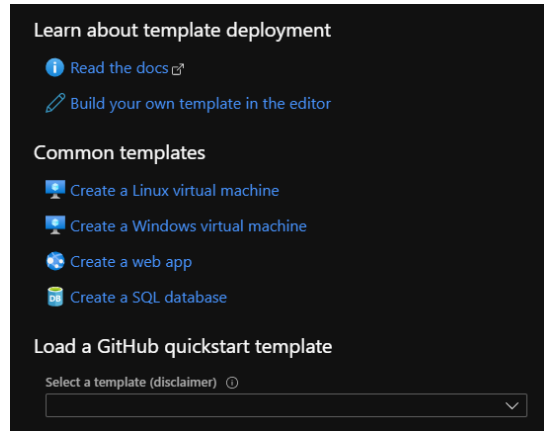 Learn about template deployment
Read the docs
Build your own template in the editor
Common templates
Create a Linux virtual machine
Create a Windows virtual machine
Create a web app
DB Create a SQL database
Load a GitHub quickstart template
Select a template (disclaimer)